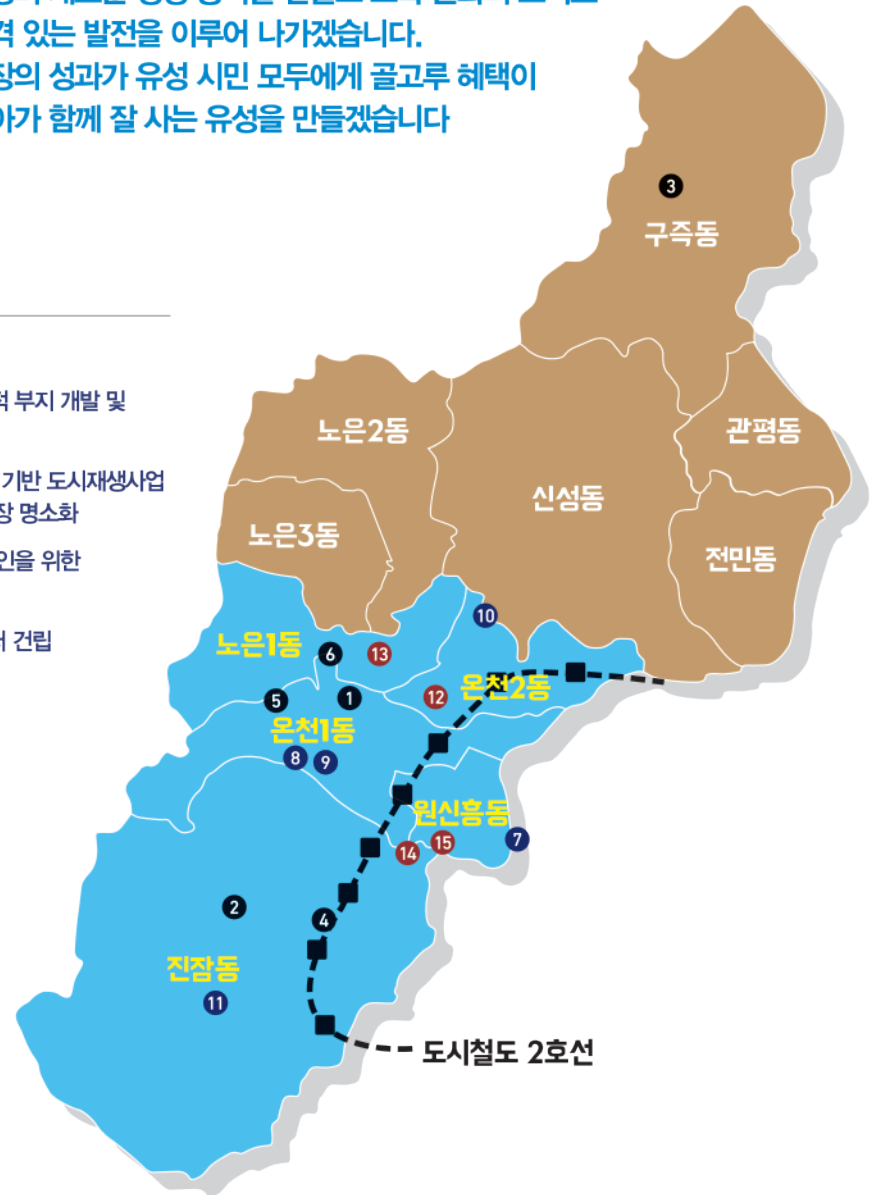 격 있는 발전을 이루어 나가겠습니다.
장의 성과가 유성 시민 모두에게 골고루 혜택이
아가 함께 잘 사는 유성을 만들겠습니다
3
구즉동
적 부지 개발 및
노은2동
관평동
기반 도시재생사업
장 명소화
신성동
노은3동
전민동
인을 위한
10
노은1동
6
13
터 건립
온천2동
12
5
1
온천1동
8
9
원신흥동
7
15
14
2
4
진잠동
11
도시철도 2호선